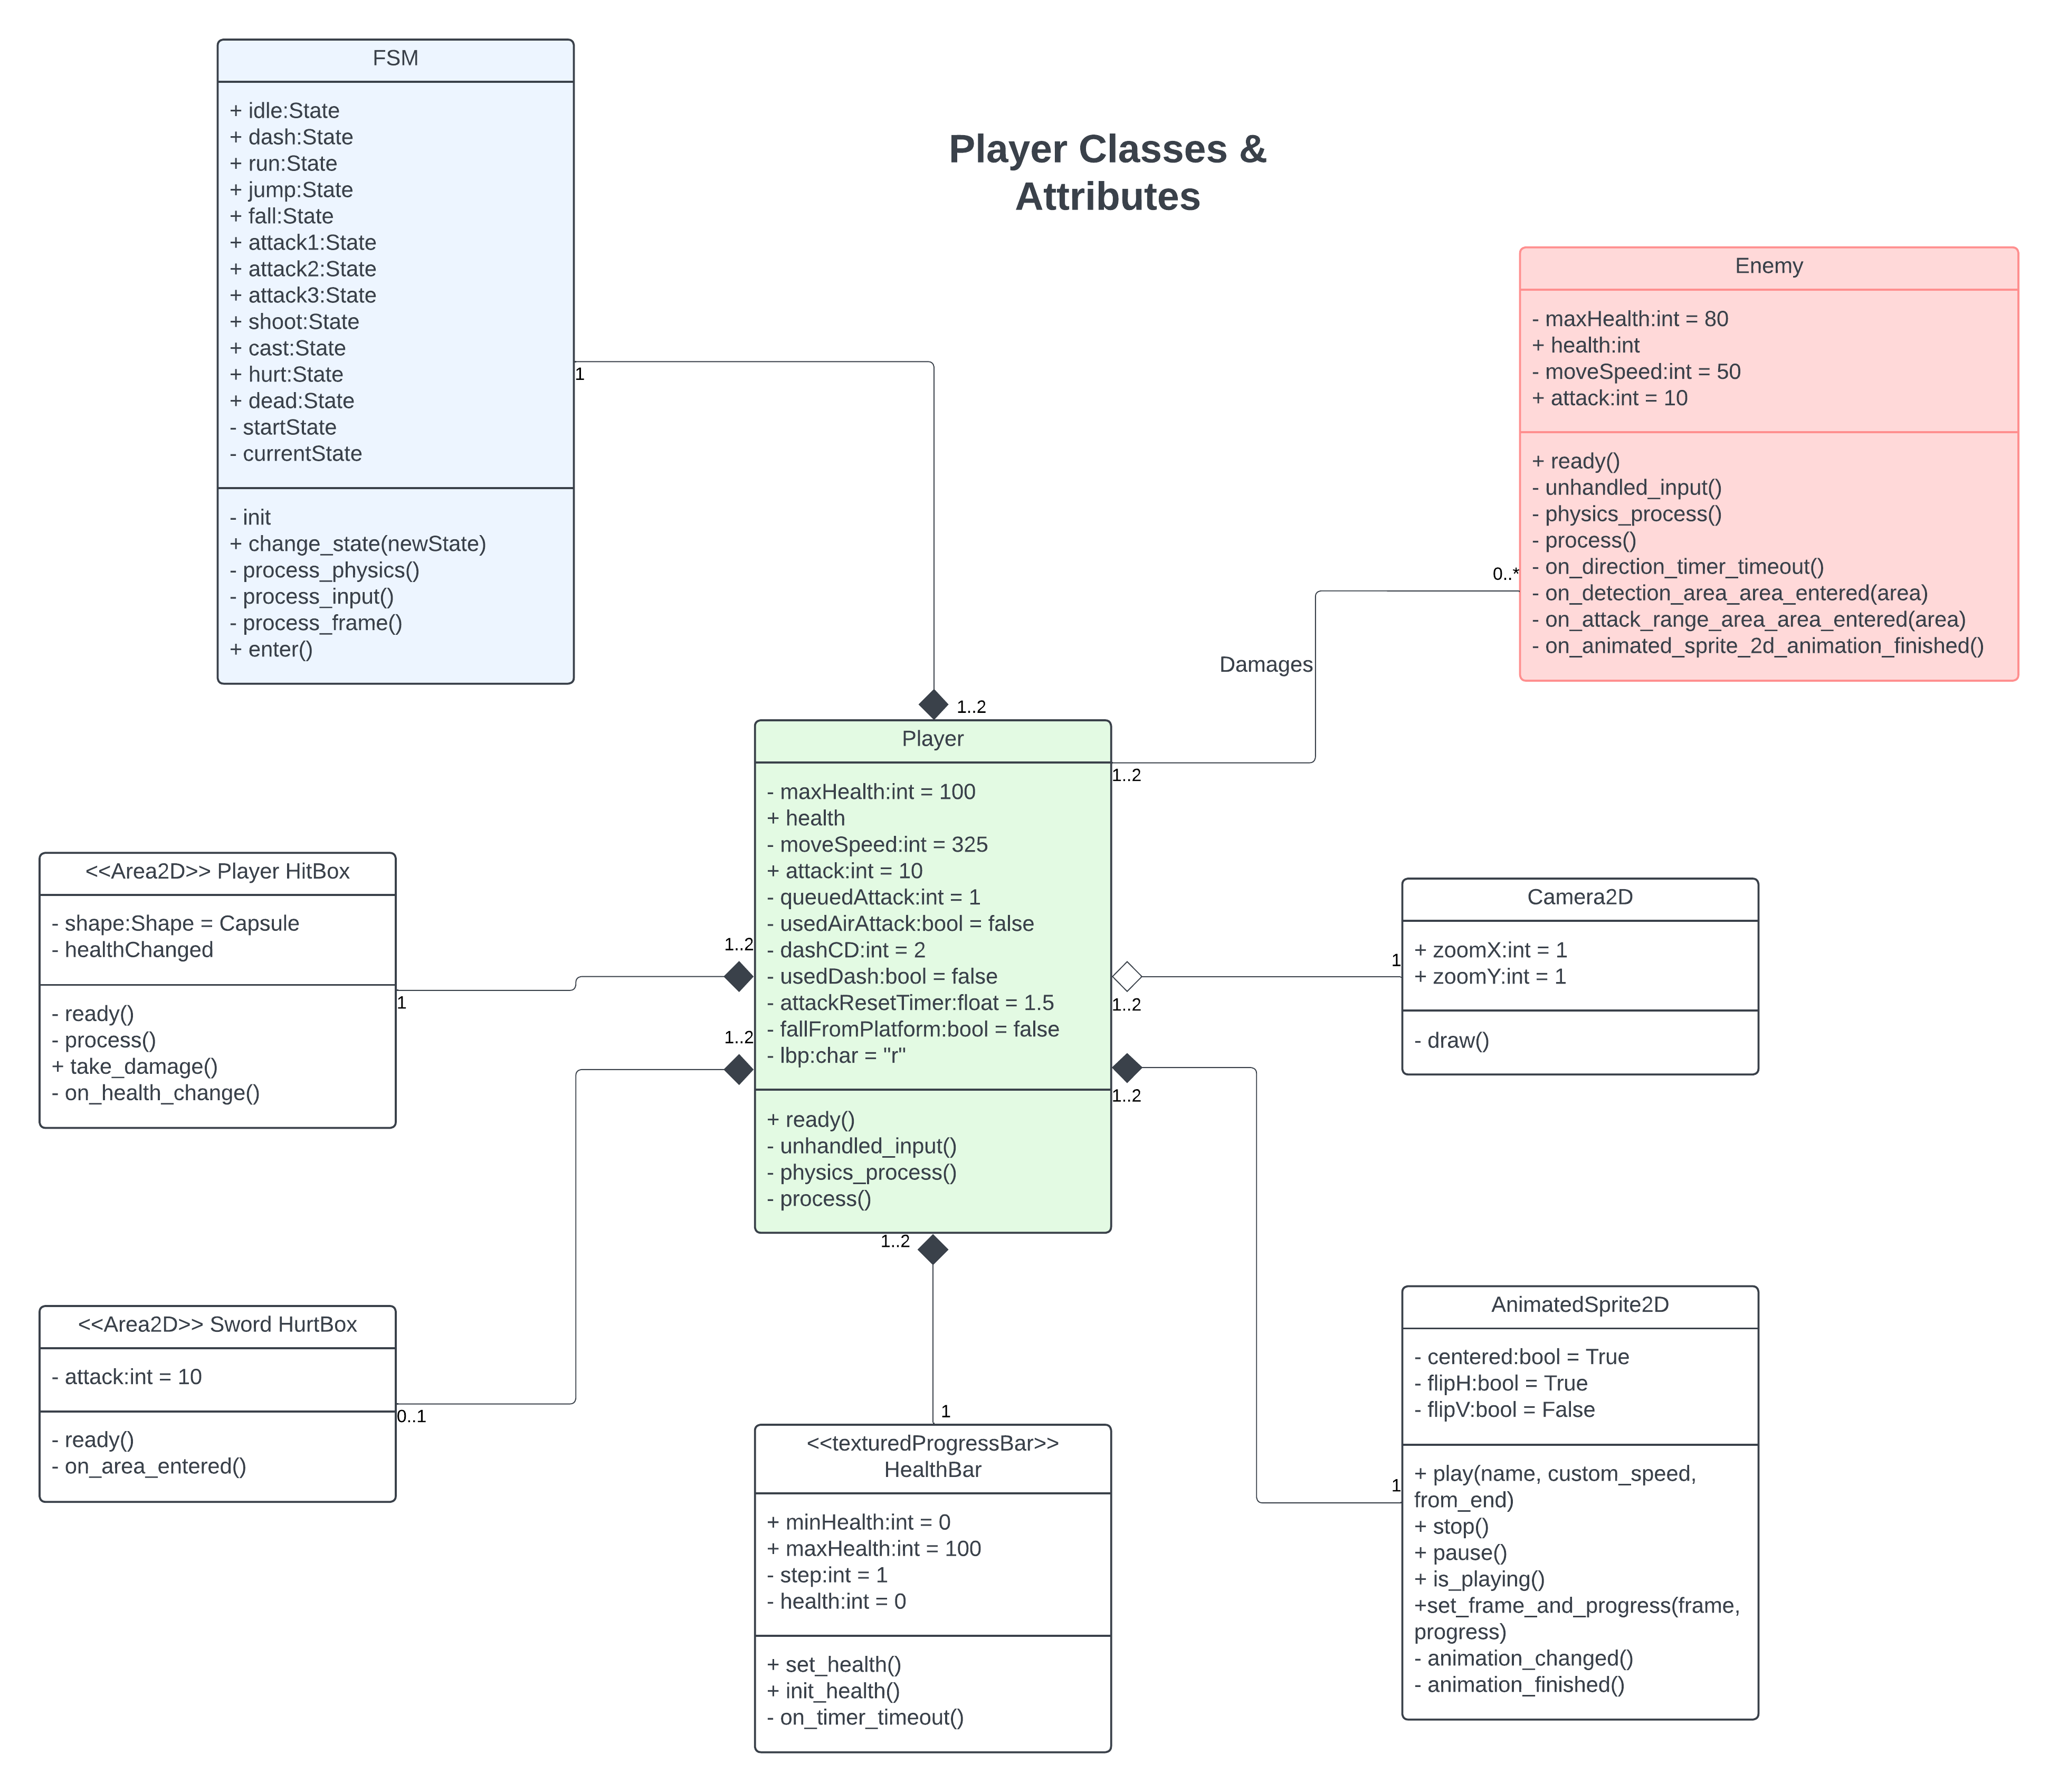 FSM
+ idle:State
+ dash:State
+ run:State
+ jump:State
+ fall:State
+ attack1:State
+ attack2:State
+ attack3:State
+ shoot:State
+ cast:State
+ hurt:State
+ dead:State
- startState
- currentState
- init
+ change_state(newState)
- process_physics()
- process_input()
- process_frame()
+ enter()
1
Player Classes &
Attributes
Enemy
- maxHealth:int = 80
+ health:int
- moveSpeed:int = 50
+ attack:int = 10
+ ready()
- unhandled_input()
- physics_process()
- process()
- on_direction_timer_timeout()
- on_detection_area_area_entered(area)
- on_attack_range_area_area_entered(area)
- on_animated_sprite_2d_animation_finished()
0..*
Damages
1..2
1..2
Player
- maxHealth:int = 100
+ health
- moveSpeed:int = 325
+ attack:int = 10
- queuedAttack:int = 1
- usedAirAttack:bool = false
- dashCD:int = 2
- usedDash:bool = false
- attackResetTimer:float = 1.5
- fallFromPlatform:bool = false
- lbp:char = "r"
+ ready()
- unhandled_input()
- physics_process()
- process()
<<Area2D>> Player HitBox
- shape:Shape = Capsule
- healthChanged
- ready()
- process()
+ take_damage()
- on_health_change()
1
1..2
1..2
Camera2D
+ zoomX:int = 1
+ zoomY:int = 1
- draw()
1
1..2
1..2
<<Area2D>> Sword HurtBox
- attack:int = 10
- ready()
- on_area_entered()
0..1
1..2
1
<<texturedProgressBar>>
HealthBar
+ minHealth:int = 0
+ maxHealth:int = 100
- step:int = 1
- health:int = 0
+ set_health()
+ init_health()
- on_timer_timeout()
AnimatedSprite2D
- centered:bool = True
- flipH:bool = True
- flipV:bool = False
+ play(name, custom_speed,
from_end)
+ stop()
+ pause()
+ is_playing()
+set_frame_and_progress(frame,
progress)
- animation_changed()
- animation_finished()
1